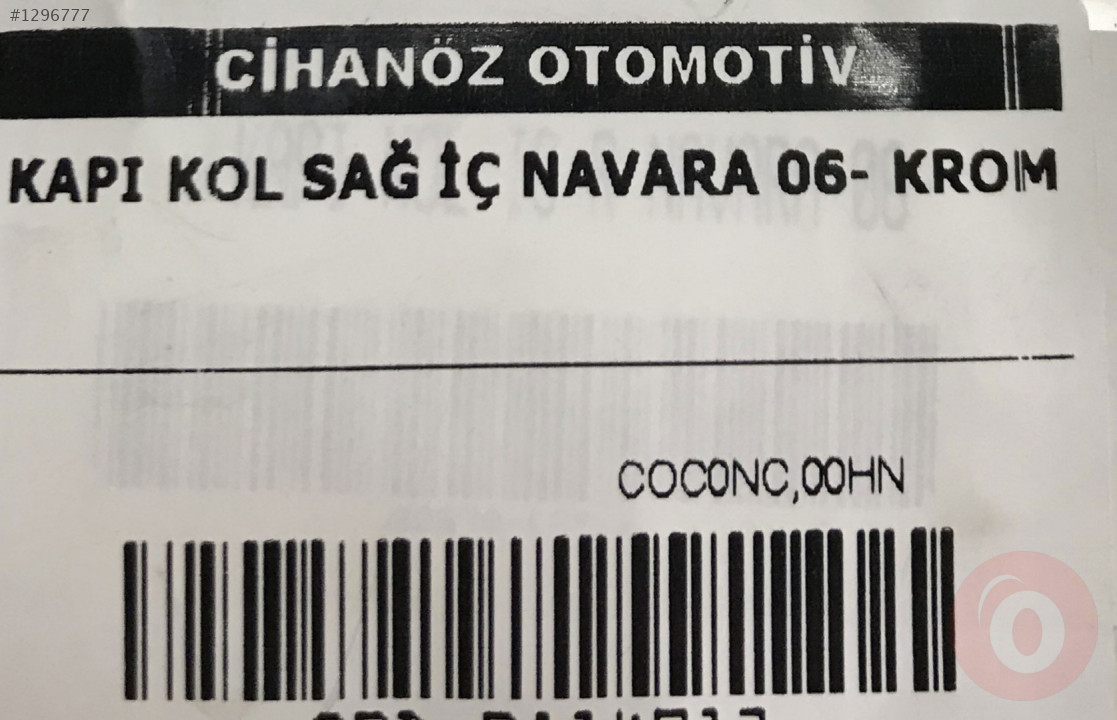 #1296777
CİHANÖZ OTOMOTİV
KAPI KOL SAĞ İÇ NAVARA 06- KROM
COC0NC,00HN